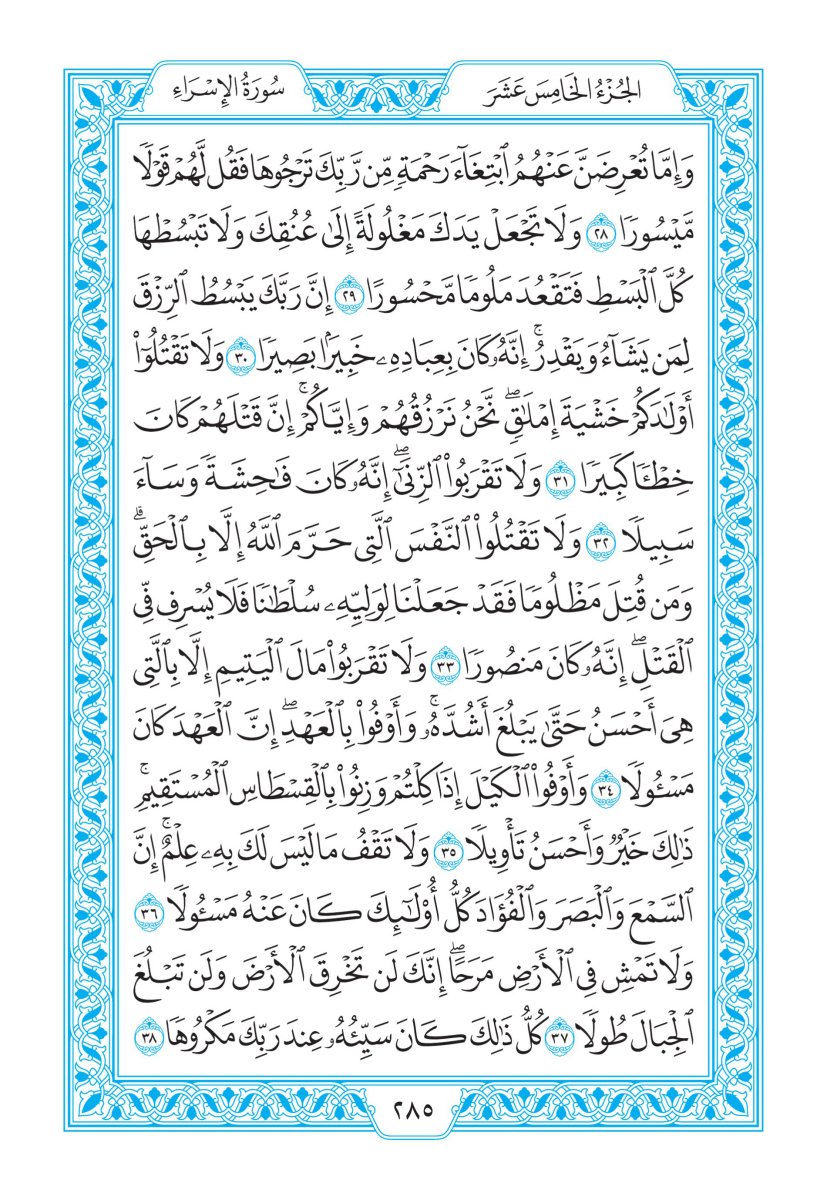 الجُزْءُ الخَامِسَ عَشَرَ
سُورَةُ الإِسْرَاءِ
وَإِمَّا تُعْرِضَنَّ عَنْهُمُ ٱبْتِغَآءَ رَحْمَةٖ مِّن رَّبِّكَ تَرْجُوهَا فَقُل لَّهُمْ قَوْلٗا
مَّيْسُورٗا ٢٨ وَلَا تَجْعَلْ يَدَكَ مَغْلُولَةً إِلَىٰ عُنُقِكَ وَلَا تَبْسُطْهَا
كُلَّ ٱلْبَسْطِ فَتَقْعُدَ مَلُومٗا مَّحْسُورًا ٢٩ إِنَّ رَبَّكَ يَبْسُطُ ٱلرِّزْقَ
لِمَن يَشَآءُ وَيَقْدِرُۚ إِنَّهُۥ كَانَ بِعِبَادِهِۦ خَبِيرَۢا بَصِيرٗا ٣٠ وَلَا تَقْتُلُوٓاْ
أَوْلَٰدَكُمْ خَشْيَةَ إِمْلَٰقٖۖ نَّحْنُ نَرْزُقُهُمْ وَإِيَّاكُمْۚ إِنَّ قَتْلَهُمْ كَانَ
خِطْـٔٗا كَبِيرٗا ٣١ وَلَا تَقْرَبُواْ ٱلزِّنَىٰٓۖ إِنَّهُۥ كَانَ فَٰحِشَةٗ وَسَآءَ
سَبِيلٗا ٣٢ وَلَا تَقْتُلُواْ ٱلنَّفْسَ ٱلَّتِي حَرَّمَ ٱللَّهُ إِلَّا بِٱلْحَقِّۗ
وَمَن قُتِلَ مَظْلُومٗا فَقَدْ جَعَلْنَا لِوَلِيِّهِۦ سُلْطَٰنٗا فَلَا يُسْرِف فِّي
ٱلْقَتْلِۖ إِنَّهُۥ كَانَ مَنصُورٗا ٣٣ وَلَا تَقْرَبُواْ مَالَ ٱلْيَتِيمِ إِلَّا بِٱلَّتِي
هِيَ أَحْسَنُ حَتَّىٰ يَبْلُغَ أَشُدَّهُۥۚ وَأَوْفُواْ بِٱلْعَهْدِۖ إِنَّ ٱلْعَهْدَ كَانَ
مَسْـُٔولٗا ٣٤ وَأَوْفُواْ ٱلْكَيْلَ إِذَا كِلْتُمْ وَزِنُواْ بِٱلْقِسْطَاسِ ٱلْمُسْتَقِيمِۚ
ذَٰلِكَ خَيْرٞ وَأَحْسَنُ تَأْوِيلٗا ٣٥ وَلَا تَقْفُ مَا لَيْسَ لَكَ بِهِۦ عِلْمٌۚ إِنَّ
ٱلسَّمْعَ وَٱلْبَصَرَ وَٱلْفُؤَادَ كُلُّ أُوْلَٰٓئِكَ كَانَ عَنْهُ مَسْـُٔولٗا ٣٦
وَلَا تَمْشِ فِي ٱلْأَرْضِ مَرَحًاۖ إِنَّكَ لَن تَخْرِقَ ٱلْأَرْضَ وَلَن تَبْلُغَ
ٱلْجِبَالَ طُولٗا ٣٧ كُلُّ ذَٰلِكَ كَانَ سَيِّئُهُۥ عِندَ رَبِّكَ مَكْرُوهٗا ٣٨
٢٨٥